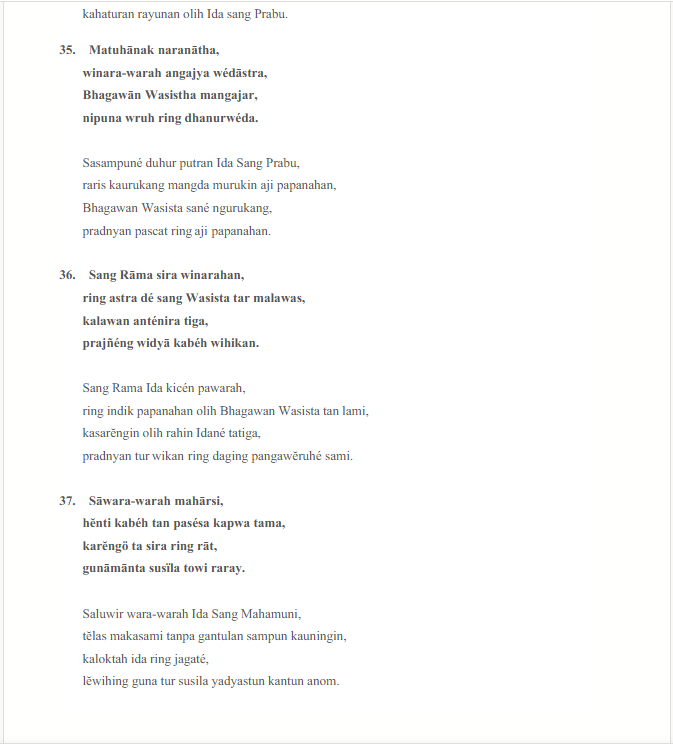 kahaturan rayunan olih Ida sang Prabu.
35. Matuhānak naranātha,
winara-warah angajya wédāstra,
Bhagawān Wasistha mangajar,
nipuna wruh ring dhanurwéda.
Sasampuné duhur putran Ida Sang Prabu,
raris kaurukang mangda murukin aji papanahan,
Bhagawan Wasista sané ngurukang,
pradnyan pascat ring aji papanahan.
36. Sang Rāma sira winarahan,
ring astra dé sang Wasista tar malawas,
kalawan anténira tiga,
prajñéng widyā kabéh wihikan.
Sang Rama Ida kicén pawarah,
ring indik papanahan olih Bhagawan Wasista tan lami,
kasarĕngin olih rahin Idané tatiga,
pradnyan tur wikan ring daging pangawĕruhé sami.
37. Sāwara-warah mahārsi,
hĕnti kabéh tan pasésa kapwa tama,
karĕngö ta sira ring rāt,
gunāmānta susīla towi raray.
Saluwir wara-warah Ida Sang Mahamuni,
tĕlas makasami tanpa gantulan sampun kauningin,
kaloktah ida ring jagaté,
lĕwihing guna tur susila yadyastun kantun anom.